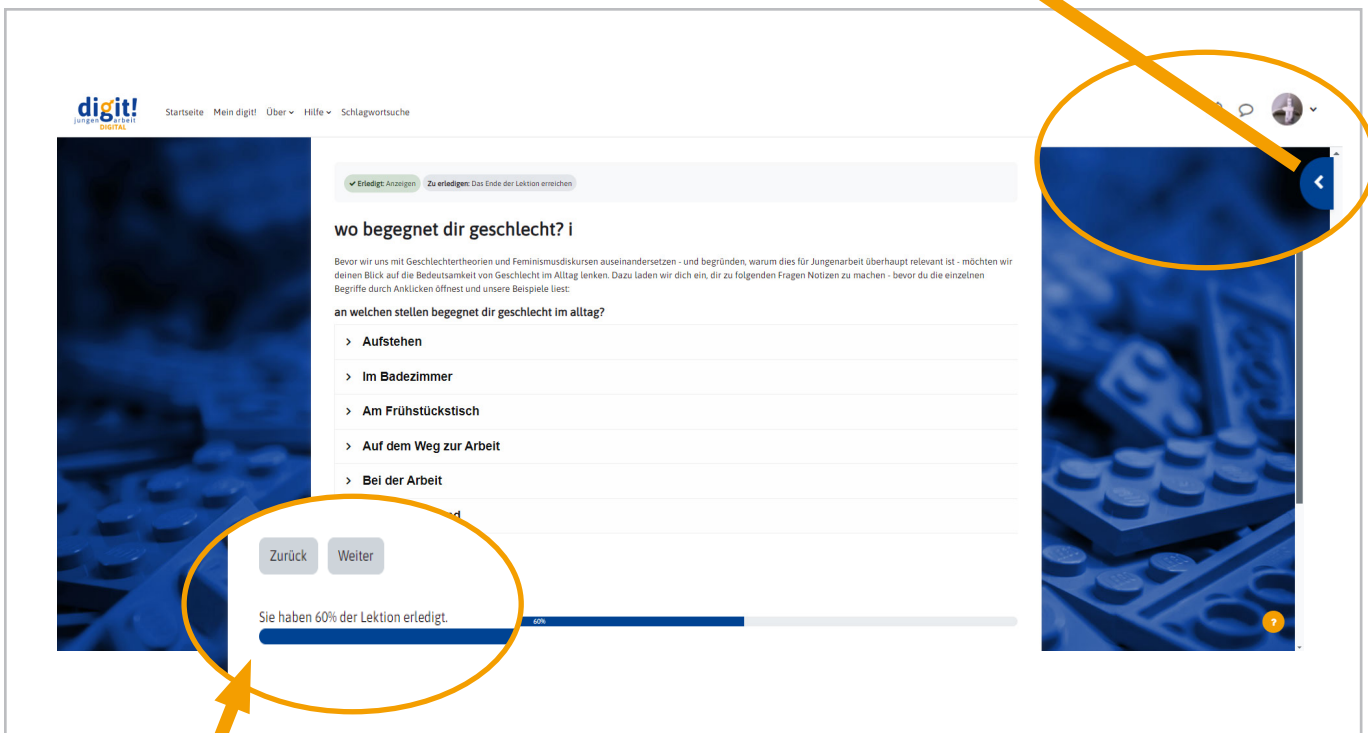 digit!
jungen arbeit
DIGITAL
Startseite Mein digit! Über Hilfe Schlagwortsuche
✔ Erledigt: Anzeigen Zu erledigen: Das Ende der Lektion erreichen
wo begegnet dir geschlecht? i
Bevor wir uns mit Geschlechtertheorien und Feminismusdiskursen auseinandersetzen - und begründen, warum dies für Jungenarbeit überhaupt relevant ist - möchten wir
deinen Blick auf die Bedeutsamkeit von Geschlecht im Alltag lenken. Dazu laden wir dich ein, dir zu folgenden Fragen Notizen zu machen - bevor du die einzelnen
Begriffe durch Anklicken öffnest und unsere Beispiele liest:
an welchen stellen begegnet dir geschlecht im alltag?
Aufstehen
Im Badezimmer
Am Frühstückstisch
Auf dem Weg zur Arbeit
Bei der Arbeit
Zurück Weiter
Sie haben 60% der Lektion erledigt.
60%
?